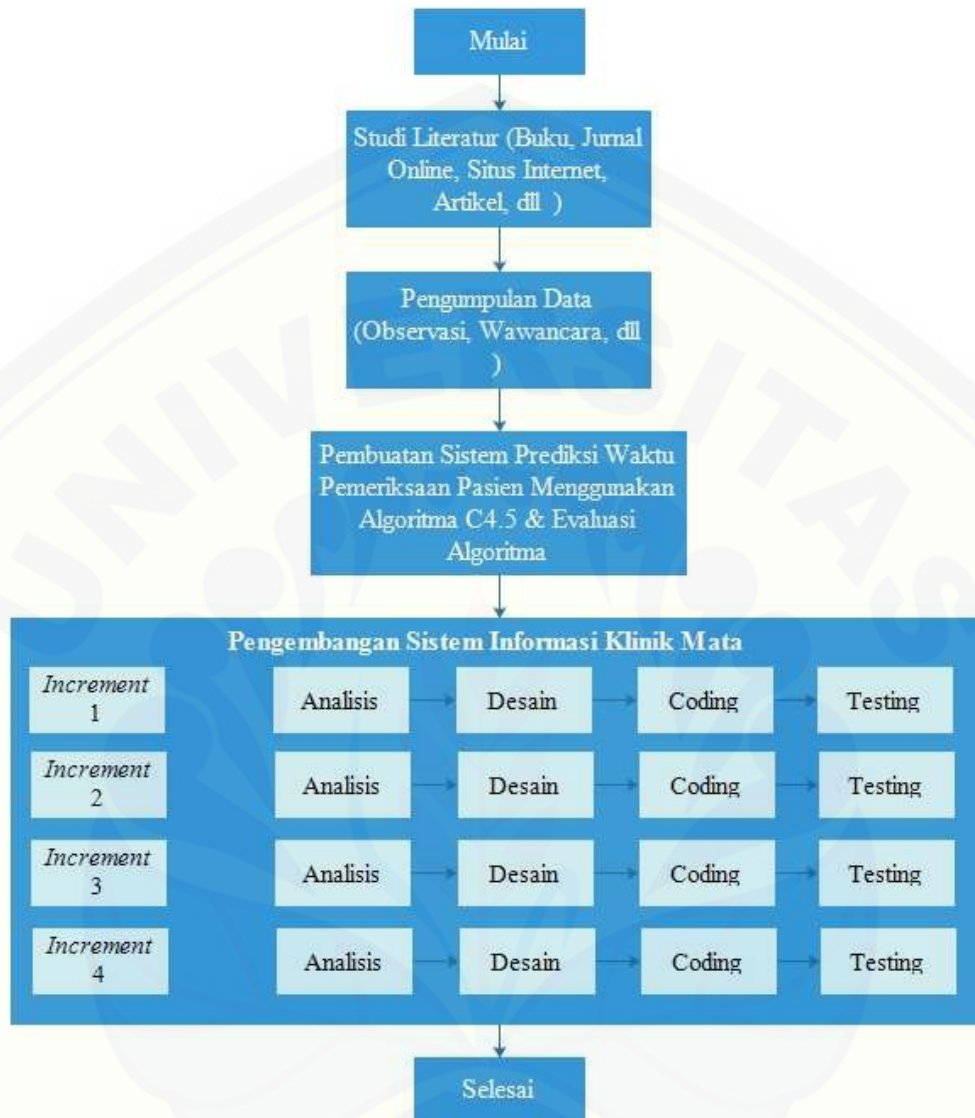 Mulai
Studi Literatur (Buku, Jurnal
Online, Situs Internet,
Artikel, dll )
Pengumpulan Data
(Observasi, Wawancara, dll
)
Pembuatan Sistem Prediksi Waktu
Pemeriksaan Pasien Menggunakan
Algoritma C4.5 & Evaluasi
Algoritma
Pengembangan Sistem Informasi Klinik Mata
Increment
1
Analisis
Desain
Coding
Testing
Increment
2
Analisis
Desain
Coding
Testing
Increment
3
Analisis
Desain
Coding
Testing
Increment
4
Analisis
Desain
Coding
Testing
Selesai
UNIVERSITAS